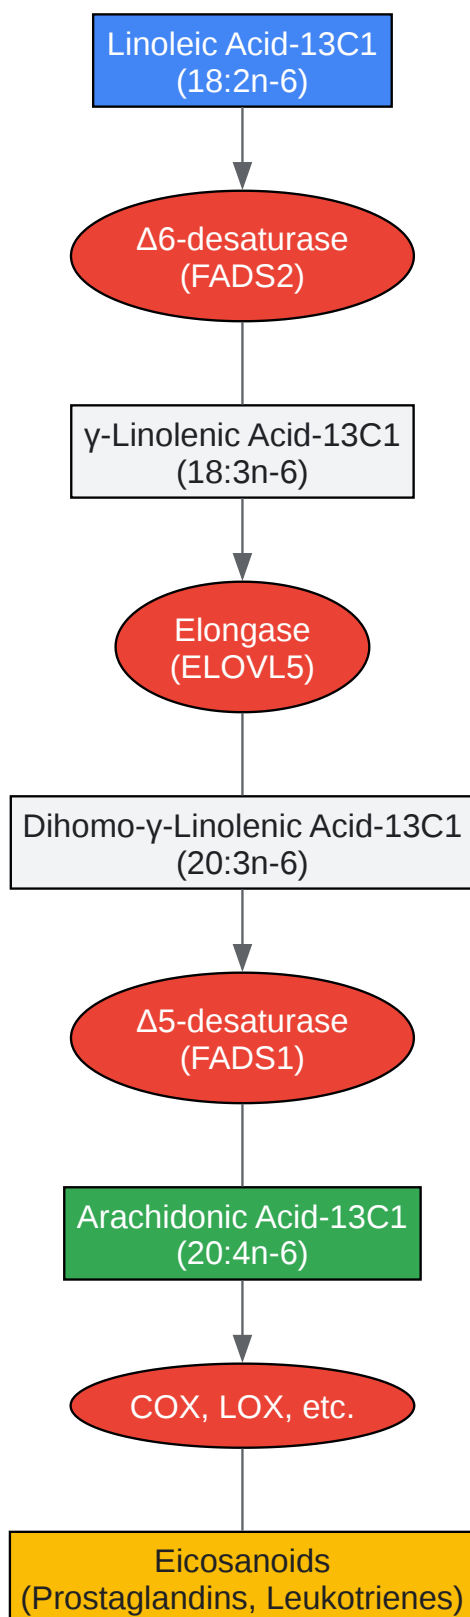 Linoleic Acid-13C1
(18:2n-6)
Δ6-desaturase
(FADS2)
γ-Linolenic Acid-13C1
(18:3n-6)
Elongase
(ELOVL5)
Dihomo-γ-Linolenic Acid-13C1
(20:3n-6)
Δ5-desaturase
(FADS1)
Arachidonic Acid-13C1
(20:4n-6)
COX, LOX, etc.
Eicosanoids
(Prostaglandins, Leukotrienes)